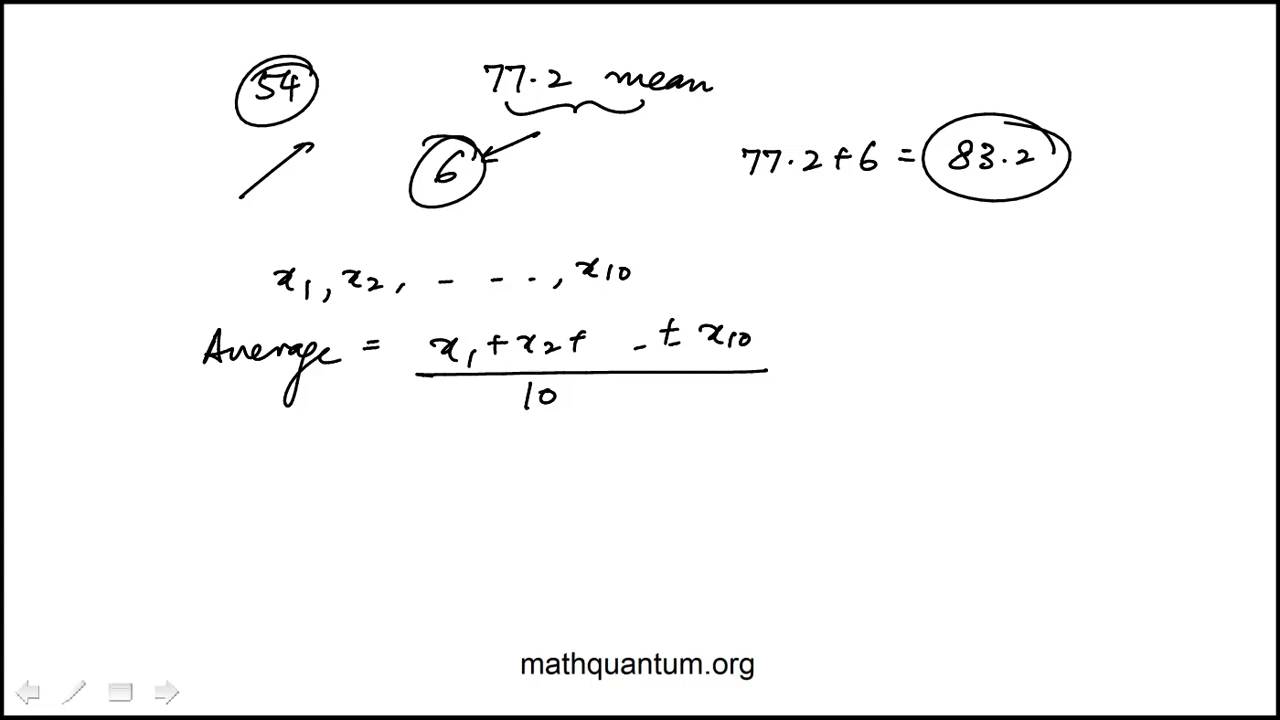 54
77.2 mean
6
77.2+6 = 83.2
x1, x2, - - .., x10
Average = x1+x2+ - + x10
10
mathquantum.org